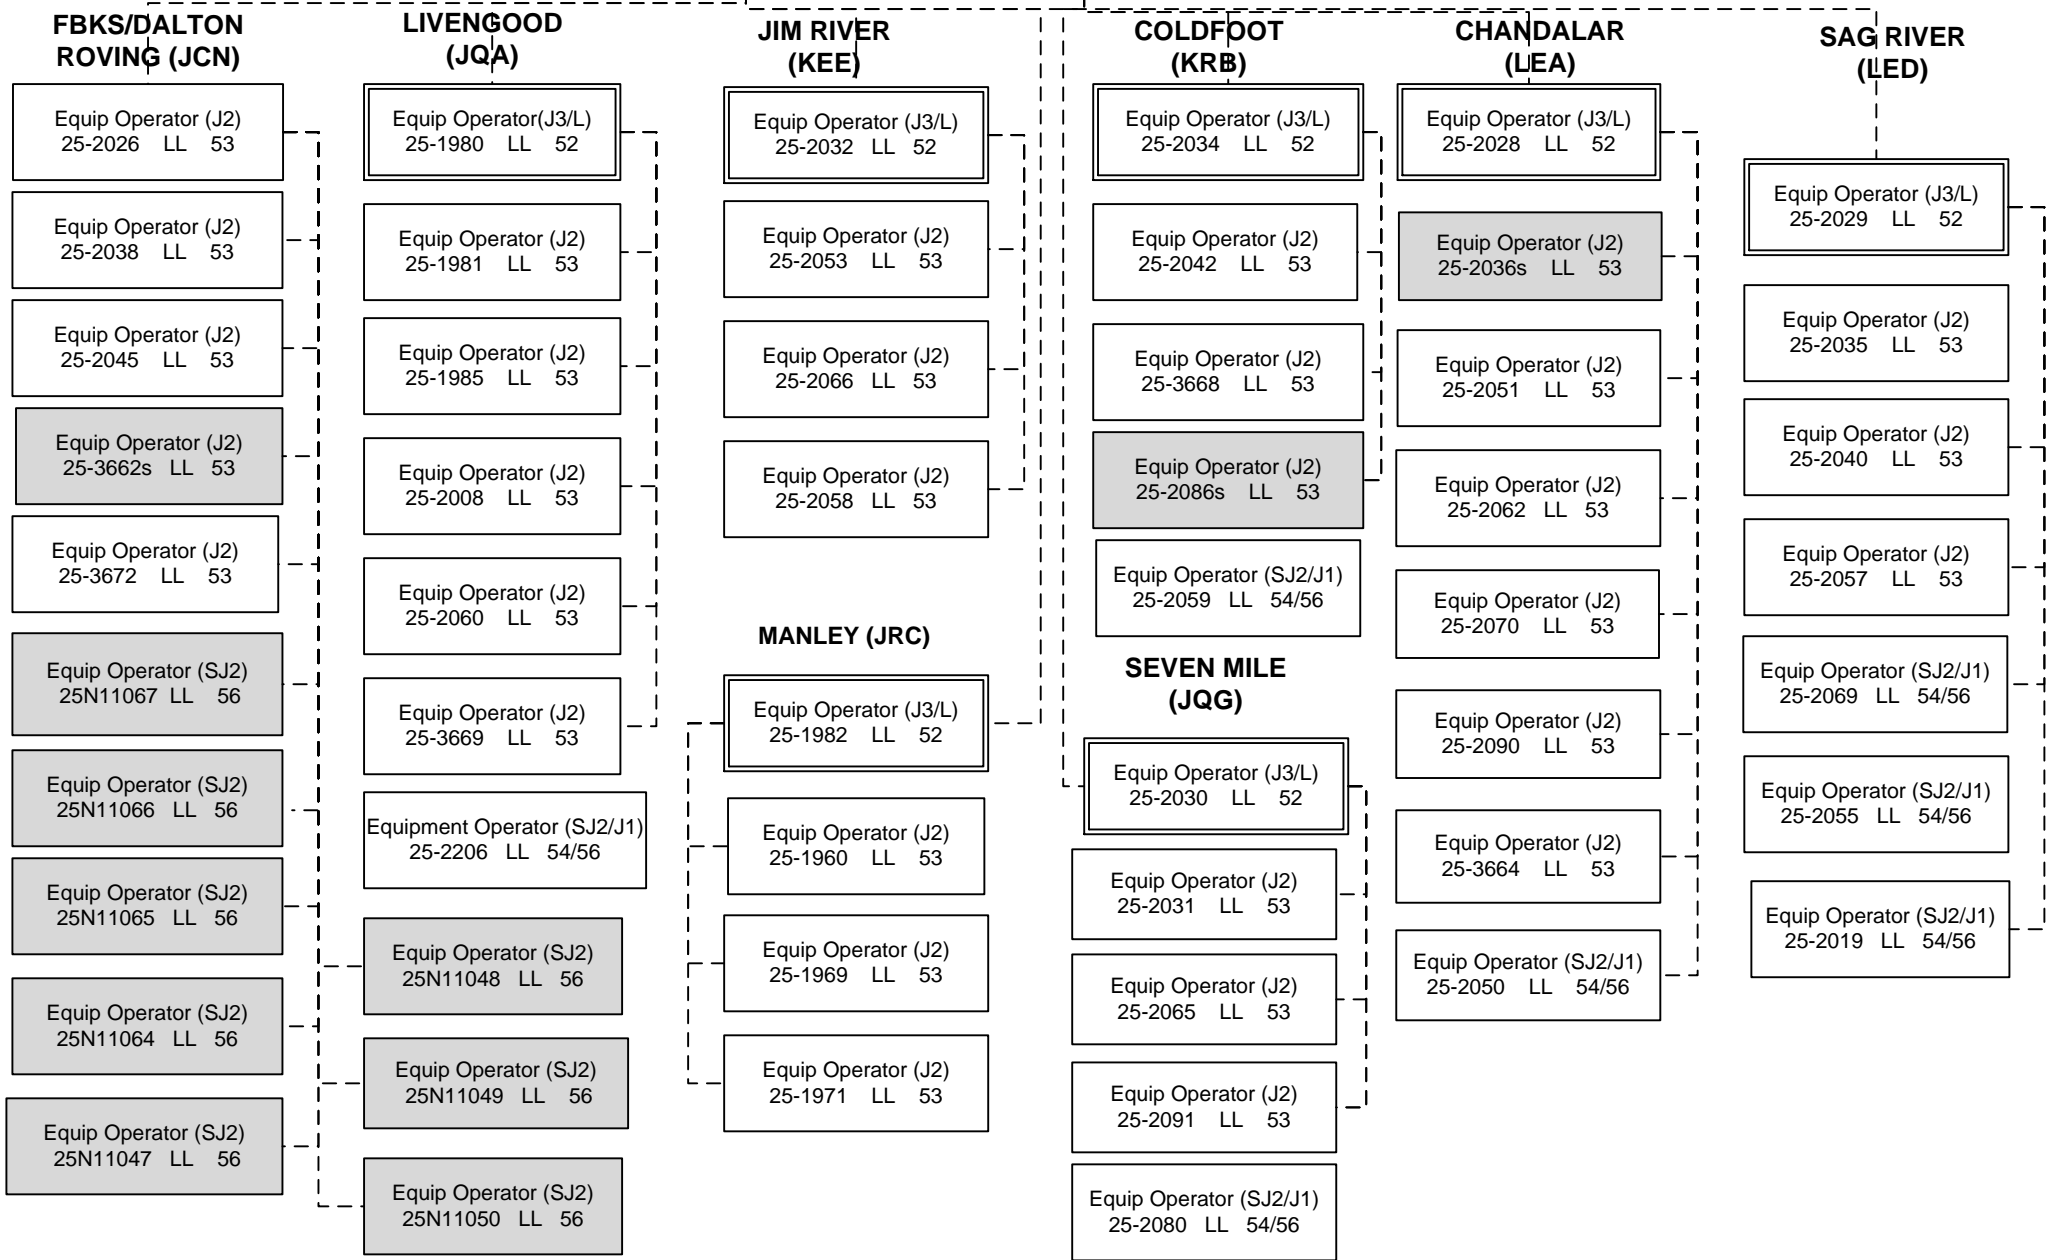 FBKS/DALTON
ROVING (JCN)
Equip Operator (J2)
25-2026 LL 53
Equip Operator (J2)
25-2038 LL 53
Equip Operator (J2)
25-2045 LL 53
Equip Operator (J2)
25-3662s LL 53
Equip Operator (J2)
25-3672 LL 53
Equip Operator (SJ2)
25N11067 LL 56
Equip Operator (SJ2)
25N11066 LL 56
Equip Operator (SJ2)
25N11065 LL 56
Equip Operator (SJ2)
25N11064 LL 56
Equip Operator (SJ2)
25N11047 LL 56
LIVENGOOD
(JQA)
Equip Operator(J3/L)
25-1980 LL 52
Equip Operator (J2)
25-1981 LL 53
Equip Operator (J2)
25-1985 LL 53
Equip Operator (J2)
25-2008 LL 53
Equip Operator (J2)
25-2060 LL 53
Equip Operator (J2)
25-3669 LL 53
Equipment Operator (SJ2/J1)
25-2206 LL 54/56
Equip Operator (SJ2)
25N11048 LL 56
Equip Operator (SJ2)
25N11049 LL 56
Equip Operator (SJ2)
25N11050 LL 56
JIM RIVER
(KEE)
Equip Operator (J3/L)
25-2032 LL 52
Equip Operator (J2)
25-2053 LL 53
Equip Operator (J2)
25-2066 LL 53
Equip Operator (J2)
25-2058 LL 53
MANLEY (JRC)
Equip Operator (J3/L)
25-1982 LL 52
Equip Operator (J2)
25-1960 LL 53
Equip Operator (J2)
25-1969 LL 53
Equip Operator (J2)
25-1971 LL 53
COLDFOOT
(KRB)
Equip Operator (J3/L)
25-2034 LL 52
Equip Operator (J2)
25-2042 LL 53
Equip Operator (J2)
25-3668 LL 53
Equip Operator (J2)
25-2086s LL 53
Equip Operator (SJ2/J1)
25-2059 LL 54/56
SEVEN MILE
(JQG)
Equip Operator (J3/L)
25-2030 LL 52
Equip Operator (J2)
25-2031 LL 53
Equip Operator (J2)
25-2065 LL 53
Equip Operator (J2)
25-2091 LL 53
Equip Operator (SJ2/J1)
25-2080 LL 54/56
CHANDALAR
(LEA)
Equip Operator (J3/L)
25-2028 LL 52
Equip Operator (J2)
25-2036s LL 53
Equip Operator (J2)
25-2051 LL 53
Equip Operator (J2)
25-2062 LL 53
Equip Operator (J2)
25-2070 LL 53
Equip Operator (J2)
25-2090 LL 53
Equip Operator (J2)
25-3664 LL 53
Equip Operator (SJ2/J1)
25-2050 LL 54/56
SAG RIVER
(LED)
Equip Operator (J3/L)
25-2029 LL 52
Equip Operator (J2)
25-2035 LL 53
Equip Operator (J2)
25-2040 LL 53
Equip Operator (J2)
25-2057 LL 53
Equip Operator (SJ2/J1)
25-2069 LL 54/56
Equip Operator (SJ2/J1)
25-2055 LL 54/56
Equip Operator (SJ2/J1)
25-2019 LL 54/56